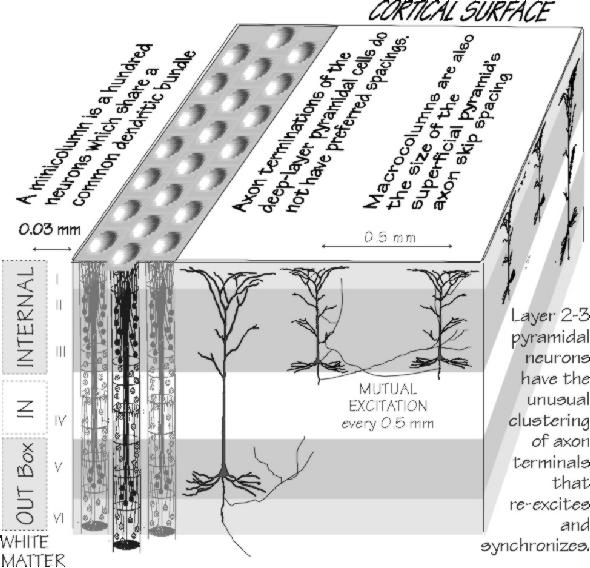 CORTICAL SURFACE
A minicolumn is a hundred
neurons which share a
common dendritic bundle
Axon terminations of the
deep-layer pyramidal cells do
not have preferred spacings.
Macrocolumns are also
the size of the
superficial pyramid's
axon skip spacing
0.03 mm
0.5 mm
INTERNAL
IN
OUT Box
I
II
III
IV
V
VI
WHITE
MATTER
MUTUAL
EXCITATION
every 0.5 mm
Layer 2-3
pyramidal
neurons
have the
unusual
clustering
of axon
terminals
that
re-excites
and
synchronizes.